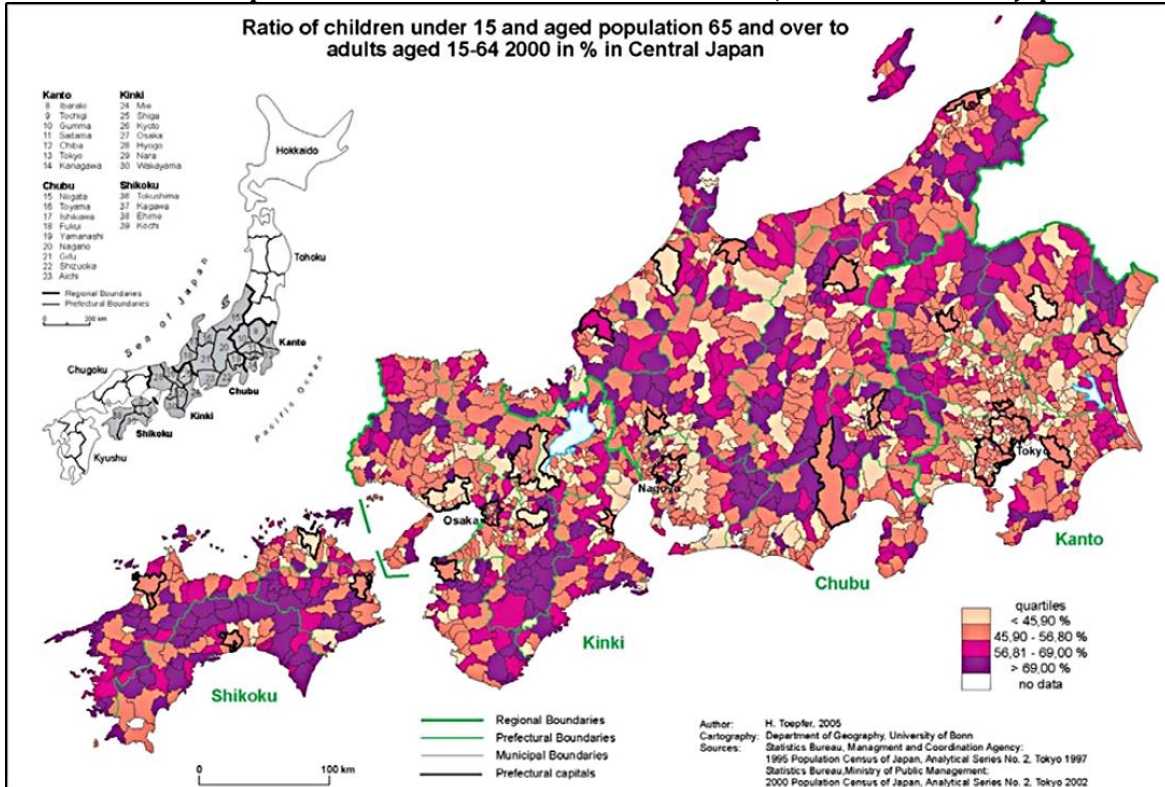 Ratio of children under 15 and aged population 65 and over to
adults aged 15-64 2000 in % in Central Japan
Kanto
8 Ibaraki
9 Tochigi
10 Gumma
11 Saitama
12 Chiba
13 Tokyo
14 Kanagawa
Kinki
24 Mie
25 Shiga
26 Kyoto
27 Osaka
28 Hyogo
29 Nara
30 Wakayama
Chubu
15 Niigata
16 Toyama
17 Ishikawa
18 Fukui
19 Yamanashi
20 Nagano
21 Gifu
22 Shizuoka
23 Aichi
Shikoku
36 Tokushima
37 Kagawa
38 Ehime
39 Kochi
Regional Boundaries
Prefectural Boundaries
0 200 km
Hokkaido
Tohoku
Sea of Japan
Kanto
Chugoku
Chubu
Kinki
Pacific Ocean
Shikoku
Kyushu
Tokyo
Nagoya
Osaka
Kanto
Chubu
Kinki
Shikoku
quartiles
< 45,90 %
45,90 - 56,80 %
56,81 - 69,00 %
> 69,00 %
no data
Regional Boundaries
Prefectural Boundaries
Municipal Boundaries
Prefectural capitals
0 100 km
Author: H. Toepfer, 2005
Cartography: Department of Geography, University of Bonn
Sources: Statistics Bureau, Managment and Coordination Agency:
1995 Population Census of Japan, Analytical Series No. 2, Tokyo 1997
Statistics Bureau,Ministry of Public Management:
2000 Population Census of Japan, Analytical Series No. 2, Tokyo 2002